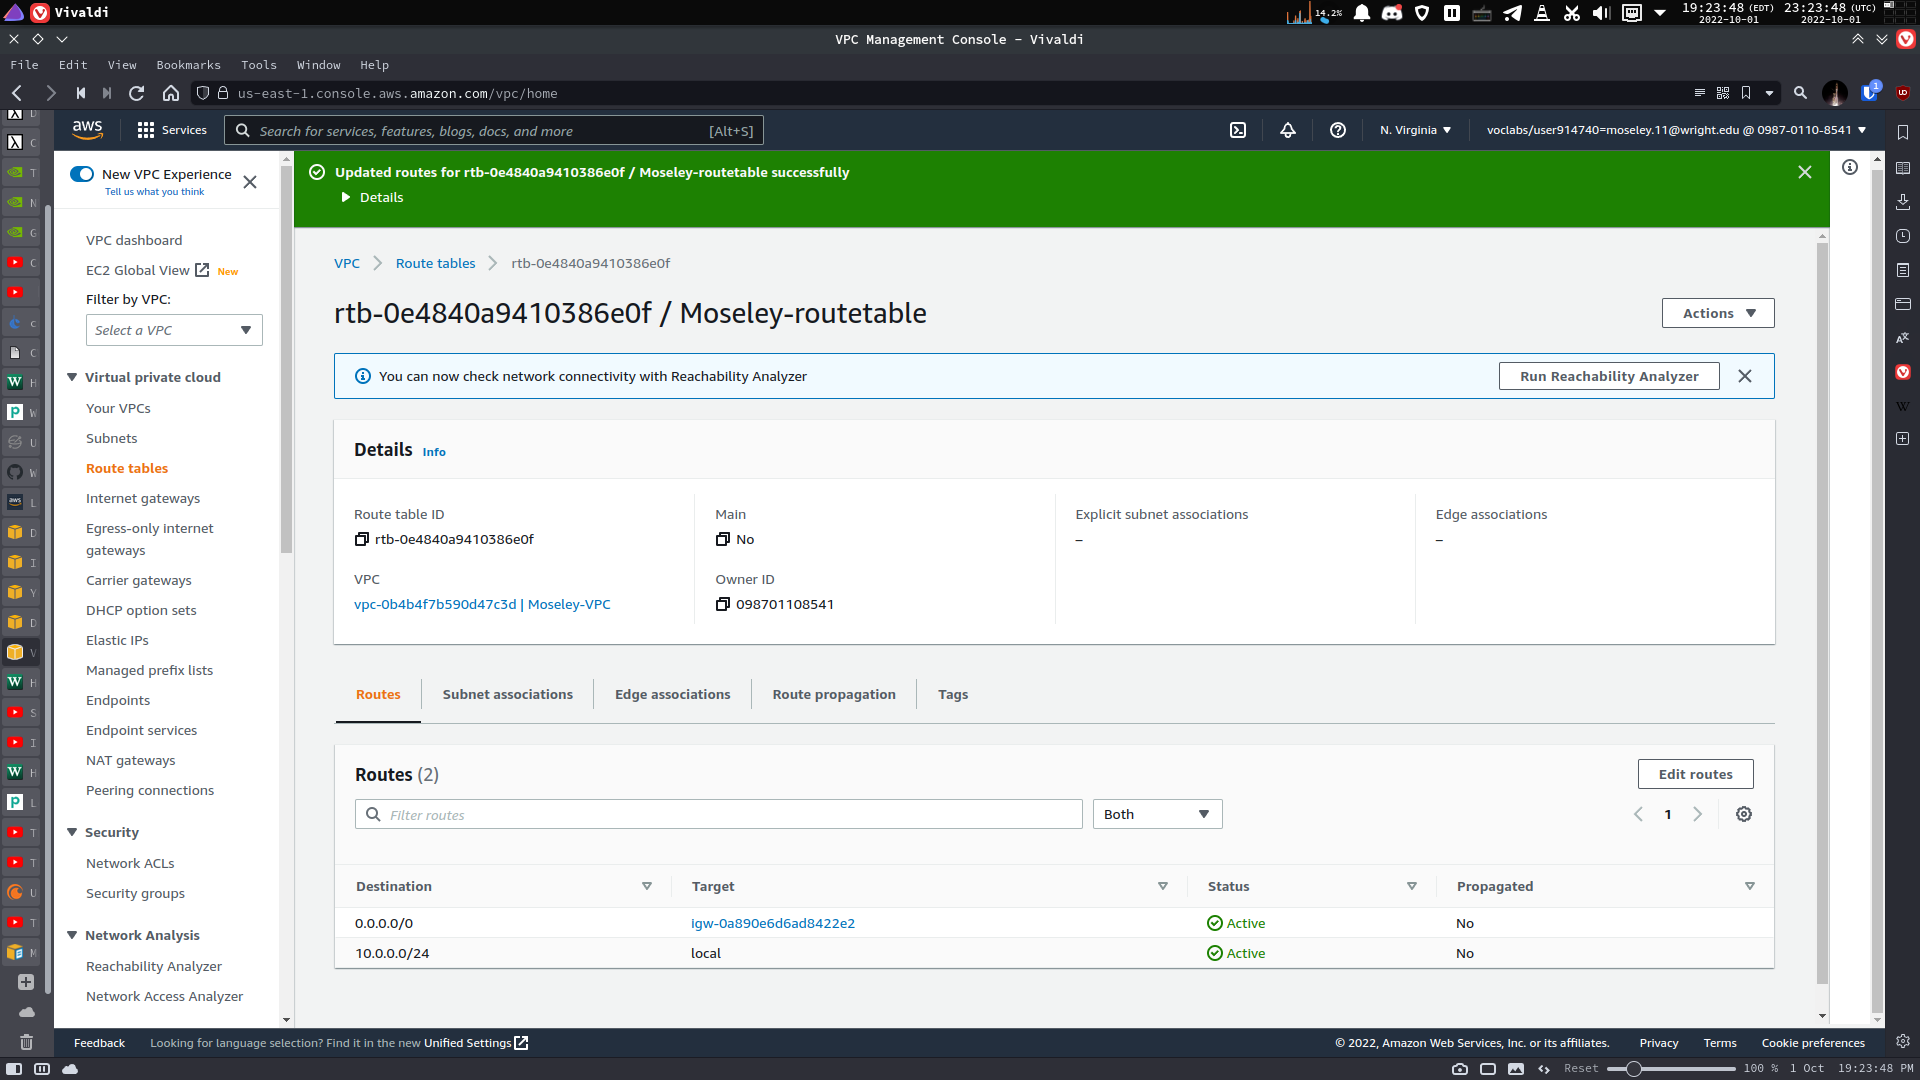 Vivaldi
14.2%
19:23:48 (EDT) 23:23:48 (UTC)
2022-10-01 2022-10-01
VPC Management Console - Vivaldi
File Edit View Bookmarks Tools Window Help
us-east-1.console.aws.amazon.com/vpc/home
1
aws
Services
Search for services, features, blogs, docs, and more [Alt+S]
N. Virginia
voclabs/user914740=moseley.11@wright.edu @ 0987-0110-8541
New VPC Experience
Tell us what you think
Updated routes for rtb-0e4840a9410386e0f / Moseley-routetable successfully
Details
VPC dashboard
EC2 Global View New
Filter by VPC:
Select a VPC
Virtual private cloud
Your VPCs
Subnets
Route tables
Internet gateways
Egress-only internet
gateways
Carrier gateways
DHCP option sets
Elastic IPs
Managed prefix lists
Endpoints
Endpoint services
NAT gateways
Peering connections
Security
Network ACLs
Security groups
Network Analysis
Reachability Analyzer
Network Access Analyzer
VPC Route tables rtb-0e4840a9410386e0f
rtb-0e4840a9410386e0f / Moseley-routetable
Actions
You can now check network connectivity with Reachability Analyzer
Run Reachability Analyzer
Details Info
Route table ID
rtb-0e4840a9410386e0f
Main
No
Explicit subnet associations
–
Edge associations
–
VPC
vpc-0b4b4f7b590d47c3d | Moseley-VPC
Owner ID
098701108541
Routes Subnet associations Edge associations Route propagation Tags
Routes (2)
Edit routes
Filter routes
Both
1
Destination Target Status Propagated
0.0.0.0/0 igw-0a890e6d6ad8422e2 Active No
10.0.0.0/24 local Active No
Feedback Looking for language selection? Find it in the new Unified Settings
© 2022, Amazon Web Services, Inc. or its affiliates. Privacy Terms Cookie preferences
Reset 100 % 1 Oct 19:23:48 PM